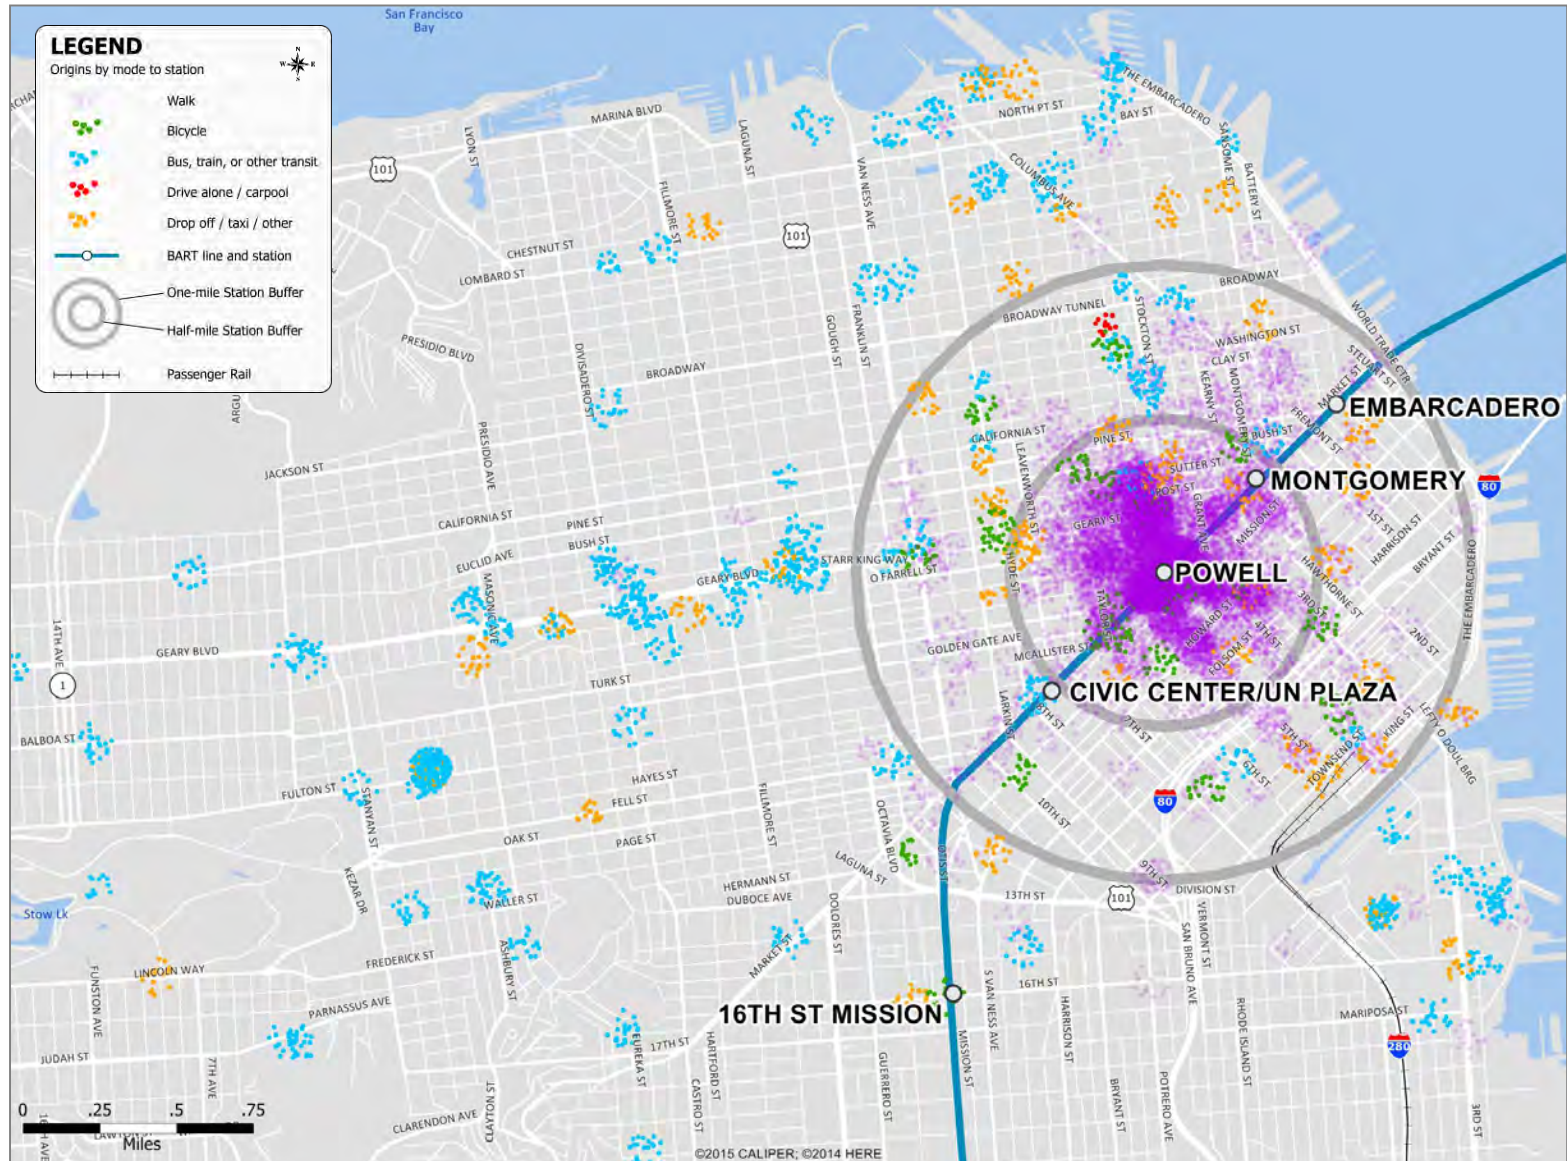 San Francisco
Bay
LEGEND
Origins by mode to station
N
W E
S
Walk
Bicycle
Bus, train, or other transit
Drive alone / carpool
Drop off / taxi / other
BART line and station
One-mile Station Buffer
Half-mile Station Buffer
Passenger Rail
THE EMBARCADERO
NORTH PT ST
BAY ST
MARINA BLVD
LYON ST
LAGUNA ST
101
VAN NESS AVE
COLUMBUS AVE
SANSOME ST
BATTERY ST
FILLMORE ST
101
CHESTNUT ST
LOMBARD ST
BROADWAY
BROADWAY TUNNEL
STOCKTON ST
WORLD TRADE CTR
FRANKLIN ST
GOUGH ST
WASHINGTON ST
CLAY ST
STEUART ST
MARKET ST
PRESIDIO BLVD
DIVISADERO ST
BROADWAY
KEARNY ST
MONTGOMERY ST
EMBARCADERO
FREMONT ST
CALIFORNIA ST
PINE ST
BUSH ST
PRESIDIO AVE
JACKSON ST
LEAVENWORTH ST
SUTTER ST
POST ST
MONTGOMERY
80
CALIFORNIA ST
PINE ST
BUSH ST
GEARY ST
GRANT AVE
MISSION ST
1ST ST
HARRISON ST
BRYANT ST
EUCLID AVE
STARR KING WAY
O FARRELL ST
HYDE ST
POWELL
HAWTHORNE ST
GEARY BLVD
MASONIC AVE
TAYLOR ST
HOWARD ST
3RD ST
4TH ST
2ND ST
THE EMBARCADERO
14TH AVE
GEARY BLVD
GOLDEN GATE AVE
MCALLISTER ST
FOLSOM ST
1
TURK ST
CIVIC CENTER/UN PLAZA
LARKIN ST
8TH ST
7TH ST
5TH ST
KING ST
LEFTY O DOUL BRG
BALBOA ST
TOWNSEND ST
6TH ST
HAYES ST
FULTON ST
STANYAN ST
FELL ST
FILLMORE ST
OCTAVIA BLVD
10TH ST
80
OAK ST
PAGE ST
LAGUNA ST
OTIS ST
9TH ST
KEZAR DR
HERMANN ST
DUBOCE AVE
13TH ST
101
DIVISION ST
Stow Lk
WALLER ST
DOLORES ST
MARKET ST
VERMONT ST
SAN BRUNO AVE
FREDERICK ST
ASHBURY ST
LINCOLN WAY
FUNSTON AVE
PARNASSUS AVE
16TH ST
S VAN NESS AVE
16TH ST MISSION
HARRISON ST
RHODE ISLAND ST
MARIPOSA ST
280
JUDAH ST
7TH AVE
EUREKA ST
17TH ST
HARTFORD ST
MISSION ST
GUERRERO ST
CASTRO ST
CLAYTON ST
CLARENDON AVE
BRYANT ST
POTRERO AVE
3RD ST
0 .25 .5 .75
Miles
©2015 CALIPER; ©2014 HERE